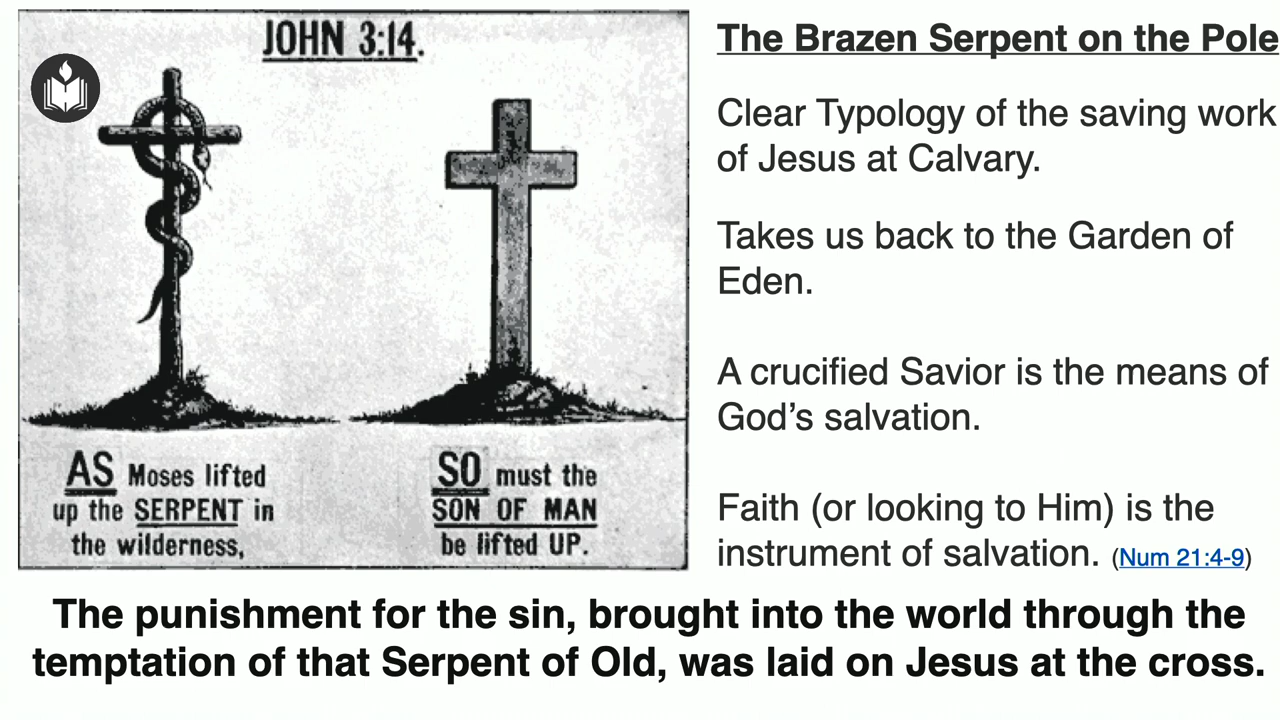 JOHN 3:14.
AS Moses lifted
up the SERPENT in
the wilderness,
SO must the
SON OF MAN
be lifted UP.
The Brazen Serpent on the Pole
Clear Typology of the saving work
of Jesus at Calvary.
Takes us back to the Garden of
Eden.
A crucified Savior is the means of
God’s salvation.
Faith (or looking to Him) is the
instrument of salvation. (Num 21:4-9)
The punishment for the sin, brought into the world through the
temptation of that Serpent of Old, was laid on Jesus at the cross.